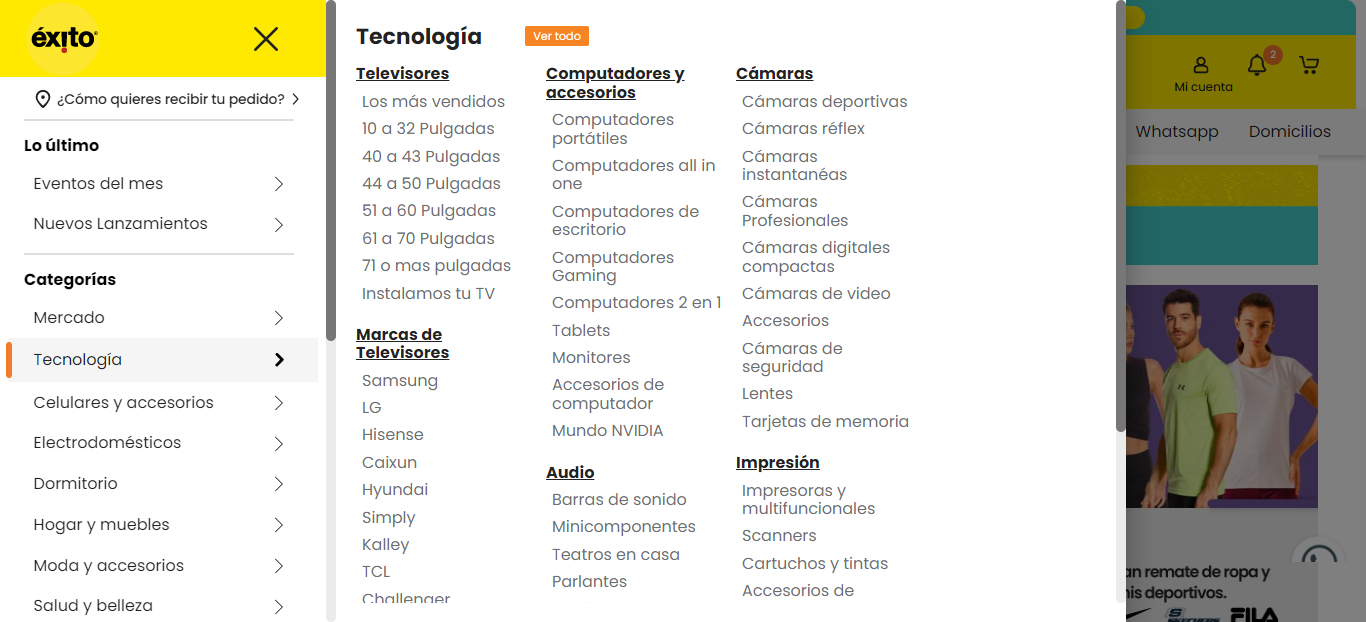 éxito
¿Cómo quieres recibir tu pedido?
Lo último
Eventos del mes
Nuevos Lanzamientos
Categorías
Mercado
Tecnología
Celulares y accesorios
Electrodomésticos
Dormitorio
Hogar y muebles
Moda y accesorios
Salud y belleza
Tecnología
Ver todo
Televisores
Los más vendidos
10 a 32 Pulgadas
40 a 43 Pulgadas
44 a 50 Pulgadas
51 a 60 Pulgadas
61 a 70 Pulgadas
71 o mas pulgadas
Instalamos tu TV
Marcas de
Televisores
Samsung
LG
Hisense
Caixun
Hyundai
Simply
Kalley
TCL
Challenger
Computadores y
accesorios
Computadores
portátiles
Computadores all in
one
Computadores de
escritorio
Computadores
Gaming
Computadores 2 en 1
Tablets
Monitores
Accesorios de
computador
Mundo NVIDIA
Audio
Barras de sonido
Minicomponentes
Teatros en casa
Parlantes
Cámaras
Cámaras deportivas
Cámaras réflex
Cámaras
instantanéas
Cámaras
Profesionales
Cámaras digitales
compactas
Cámaras de video
Accesorios
Cámaras de
seguridad
Lentes
Tarjetas de memoria
Impresión
Impresoras y
multifuncionales
Scanners
Cartuchos y tintas
Accesorios de
2
Mi cuenta
Whatsapp
Domicilios
an remate de ropa y
nis deportivos.
SKECHERS
FILA